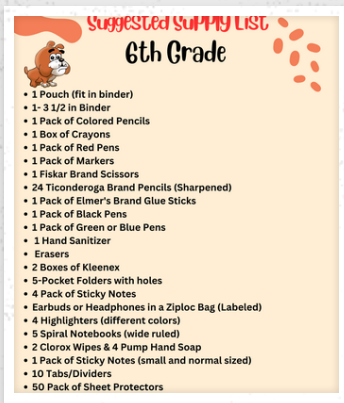 Suggested Supply List
6th Grade
• 1 Pouch (fit in binder)
• 1- 3 1/2 in Binder
• 1 Pack of Colored Pencils
• 1 Box of Crayons
• 1 Pack of Red Pens
• 1 Pack of Markers
• 1 Fiskar Brand Scissors
• 24 Ticonderoga Brand Pencils (Sharpened)
• 1 Pack of Elmer's Brand Glue Sticks
• 1 Pack of Black Pens
• 1 Pack of Green or Blue Pens
• 1 Hand Sanitizer
• Erasers
• 2 Boxes of Kleenex
• 5-Pocket Folders with holes
• 4 Pack of Sticky Notes
• Earbuds or Headphones in a Ziploc Bag (Labeled)
• 4 Highlighters (different colors)
• 5 Spiral Notebooks (wide ruled)
• 2 Clorox Wipes & 4 Pump Hand Soap
• 1 Pack of Sticky Notes (small and normal sized)
• 10 Tabs/Dividers
• 50 Pack of Sheet Protectors